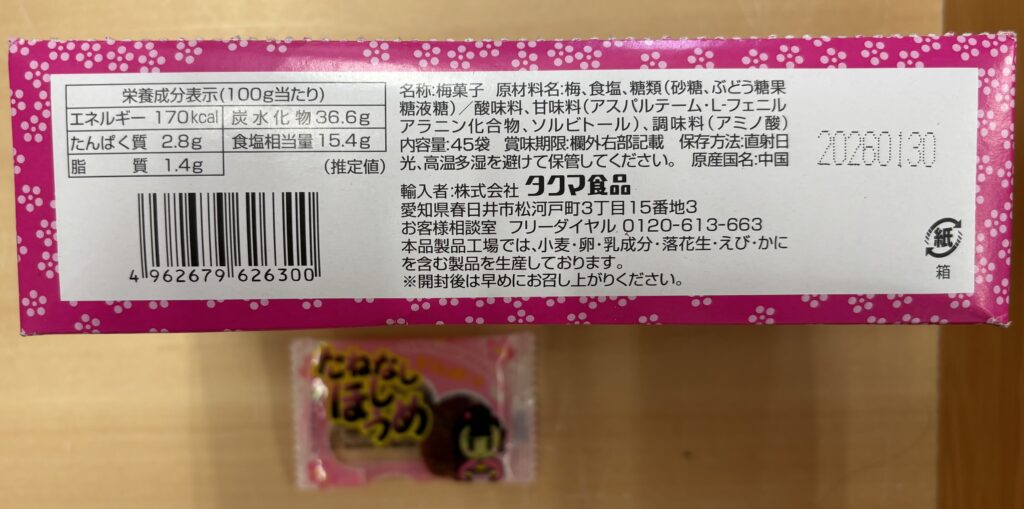 栄養成分表示(100g当たり)
エネルギー 170kcal 炭水化物 36.6g
たんぱく質 2.8g 食塩相当量 15.4g
脂質 1.4g
(推定値)
4 962679 626300
名称:梅菓子 原材料名:梅、食塩、糖類(砂糖、ぶどう糖果
糖液糖)/酸味料、甘味料(アスパルテーム・L-フェニル
アラニン化合物、ソルビトール)、調味料(アミノ酸)
内容量:45袋 賞味期限:欄外右部記載 保存方法:直射日
光、高温多湿を避けて保管してください。 原産国名:中国
輸入者:株式会社 タクマ食品
愛知県春日井市松河戸町3丁目15番地3
お客様相談室 フリーダイヤル 0120-613-663
本品製品工場では、小麦・卵・乳成分・落花生・えび・かに
を含む製品を生産しております。
※開封後は早めにお召し上がりください。
20260130
紙
箱
たねなし
ほしうめ